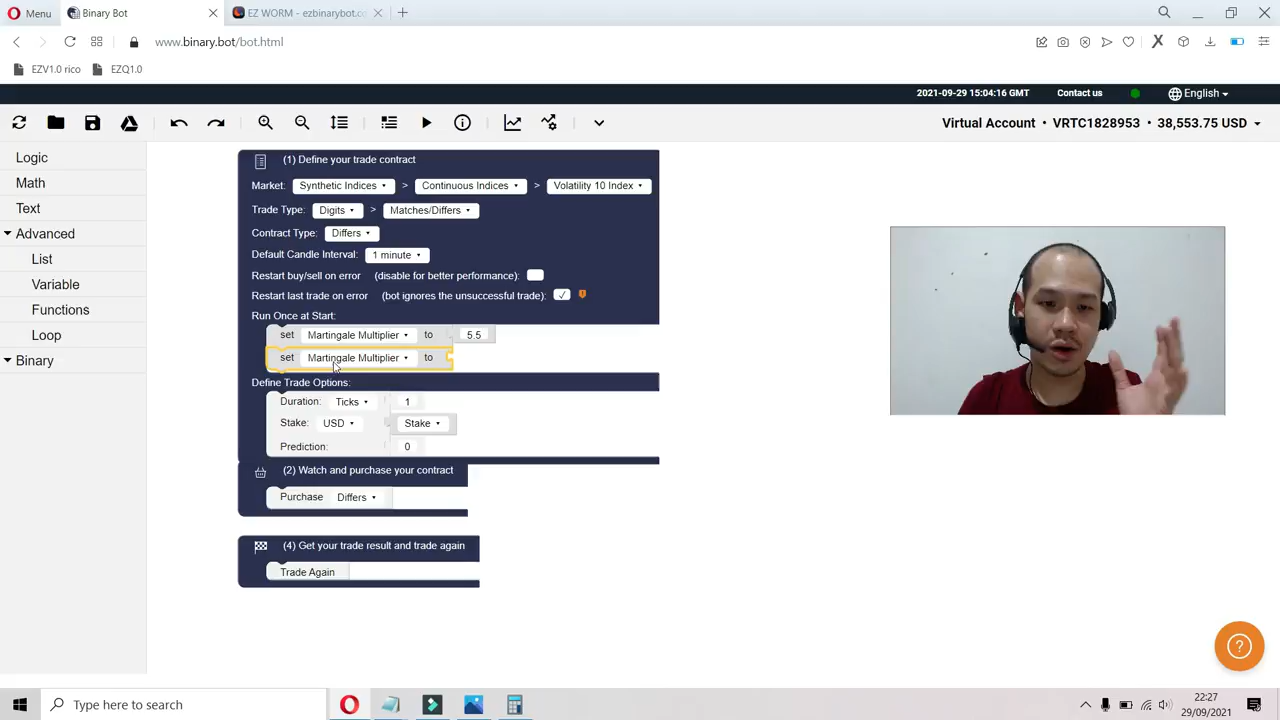 Menu
Binary Bot
EZ WORM - ezbinarybot.co
www.binary.bot/bot.html
EZV1.0 rico
EZQ1.0
2021-09-29 15:04:16 GMT
Contact us
English
Virtual Account • VRTC1828953 • 38,553.75 USD
Logic
Math
Text
Advanced
List
Variable
Functions
Loop
Binary
(1) Define your trade contract
Market: Synthetic Indices > Continuous Indices > Volatility 10 Index
Trade Type: Digits > Matches/Differs
Contract Type: Differs
Default Candle Interval: 1 minute
Restart buy/sell on error (disable for better performance):
Restart last trade on error (bot ignores the unsuccessful trade): ✓
Run Once at Start:
set Martingale Multiplier to 5.5
set Martingale Multiplier to
Define Trade Options:
Duration: Ticks 1
Stake: USD Stake
Prediction: 0
(2) Watch and purchase your contract
Purchase Differs
(4) Get your trade result and trade again
Trade Again
Type here to search
22:27
29/09/2021